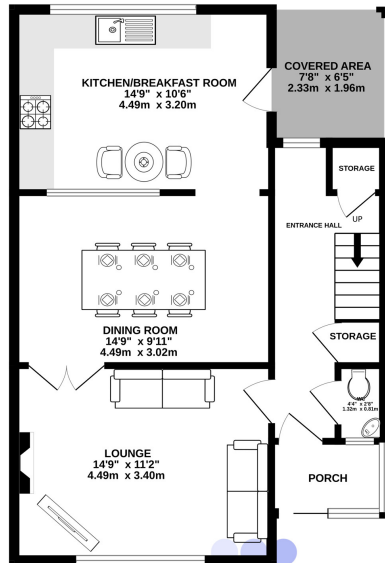 KITCHEN/BREAKFAST ROOM
14'9" x 10'6"
4.49m x 3.20m
COVERED AREA
7'8" x 6'5"
2.33m x 1.96m
STORAGE
UP
ENTRANCE HALL
STORAGE
DINING ROOM
14'9" x 9'11"
4.49m x 3.02m
WC
4'4" x 2'8"
1.32m x 0.81m
LOUNGE
14'9" x 11'2"
4.49m x 3.40m
PORCH